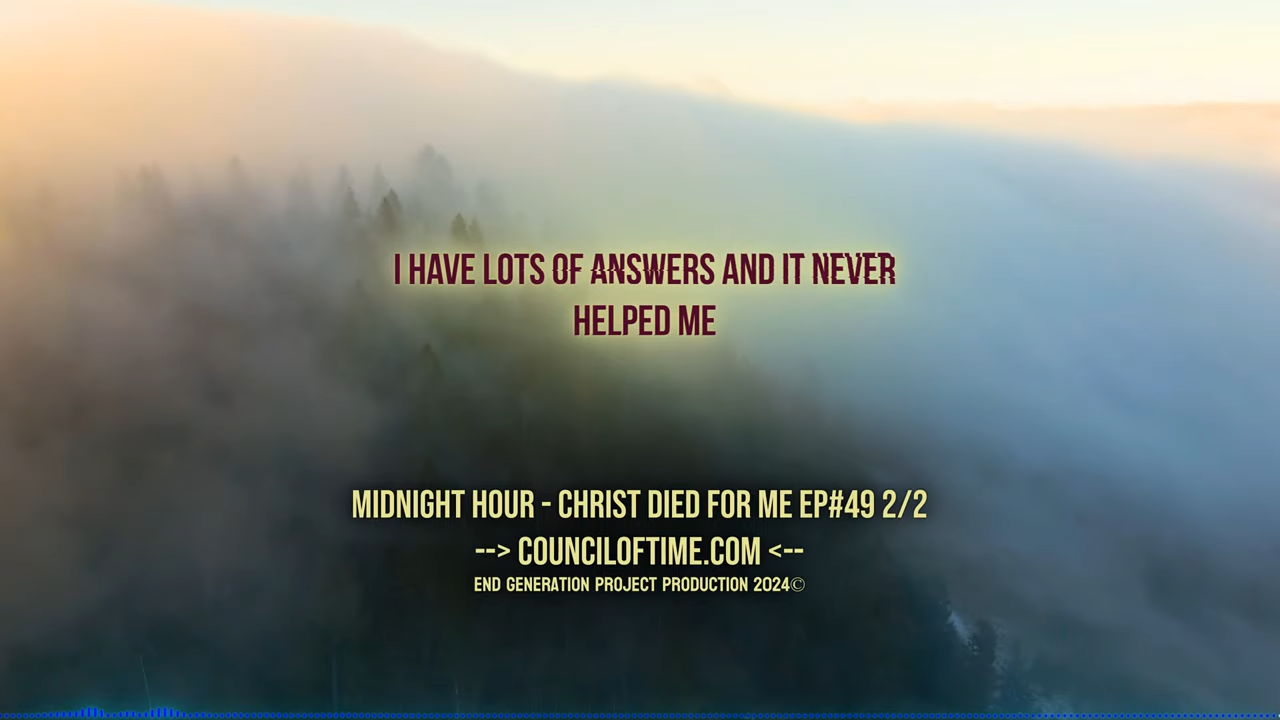 I HAVE LOTS OF ANSWERS AND IT NEVER
HELPED ME
MIDNIGHT HOUR - CHRIST DIED FOR ME EP#49 2/2
--> COUNCILOFTIME.COM <--
END GENERATION PROJECT PRODUCTION 2024©